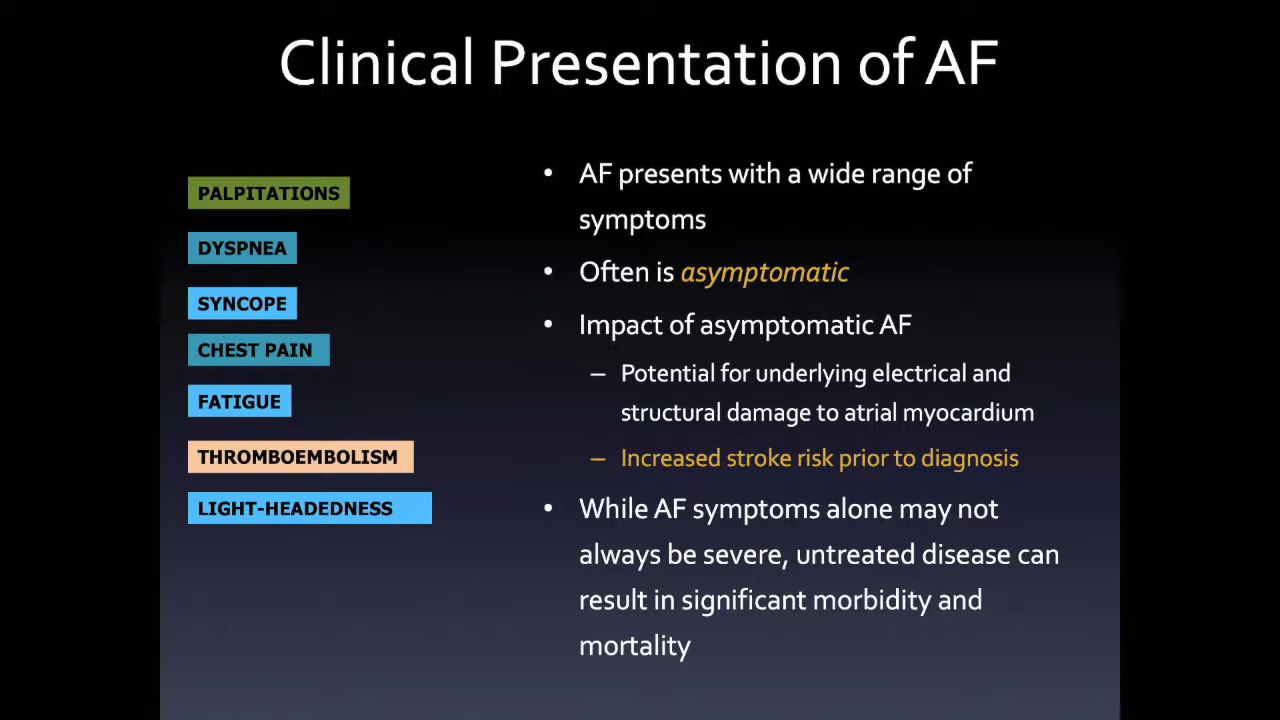 Clinical Presentation of AF
PALPITATIONS
DYSPNEA
SYNCOPE
CHEST PAIN
FATIGUE
THROMBOEMBOLISM
LIGHT-HEADEDNESS
• AF presents with a wide range of
symptoms
• Often is asymptomatic
• Impact of asymptomatic AF
– Potential for underlying electrical and
structural damage to atrial myocardium
– Increased stroke risk prior to diagnosis
• While AF symptoms alone may not
always be severe, untreated disease can
result in significant morbidity and
mortality